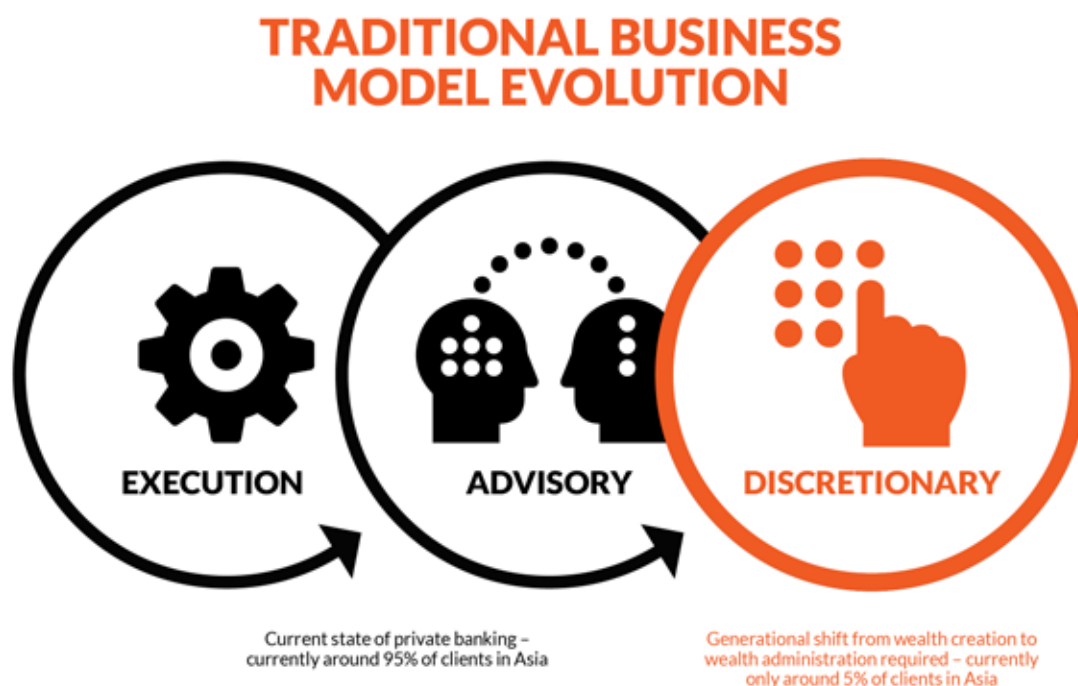 TRADITIONAL BUSINESS
MODEL EVOLUTION
EXECUTION
ADVISORY
DISCRETIONARY
Current state of private banking –
currently around 95% of clients in Asia
Generational shift from wealth creation to
wealth administration required – currently
only around 5% of clients in Asia